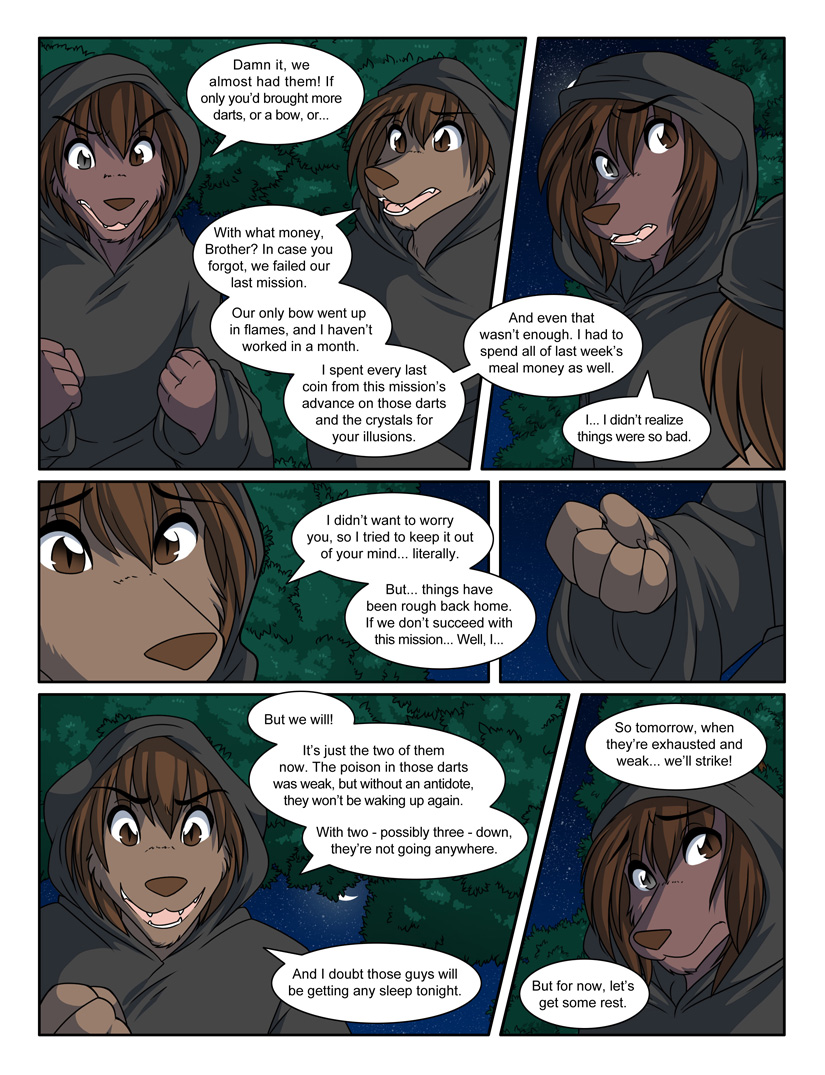 Damn it, we
almost had them! If
only you'd brought more
darts, or a bow, or...
With what money,
Brother? In case you
forgot, we failed our
last mission.
Our only bow went up
in flames, and I haven't
worked in a month.
I spent every last
coin from this mission's
advance on those darts
and the crystals for
your illusions.
And even that
wasn't enough. I had to
spend all of last week's
meal money as well.
I... I didn't realize
things were so bad.
I didn't want to worry
you, so I tried to keep it out
of your mind... literally.
But... things have
been rough back home.
If we don't succeed with
this mission... Well, I...
But we will!
It's just the two of them
now. The poison in those darts
was weak, but without an antidote,
they won't be waking up again.
With two - possibly three - down,
they're not going anywhere.
And I doubt those guys will
be getting any sleep tonight.
So tomorrow, when
they're exhausted and
weak... we'll strike!
But for now, let's
get some rest.